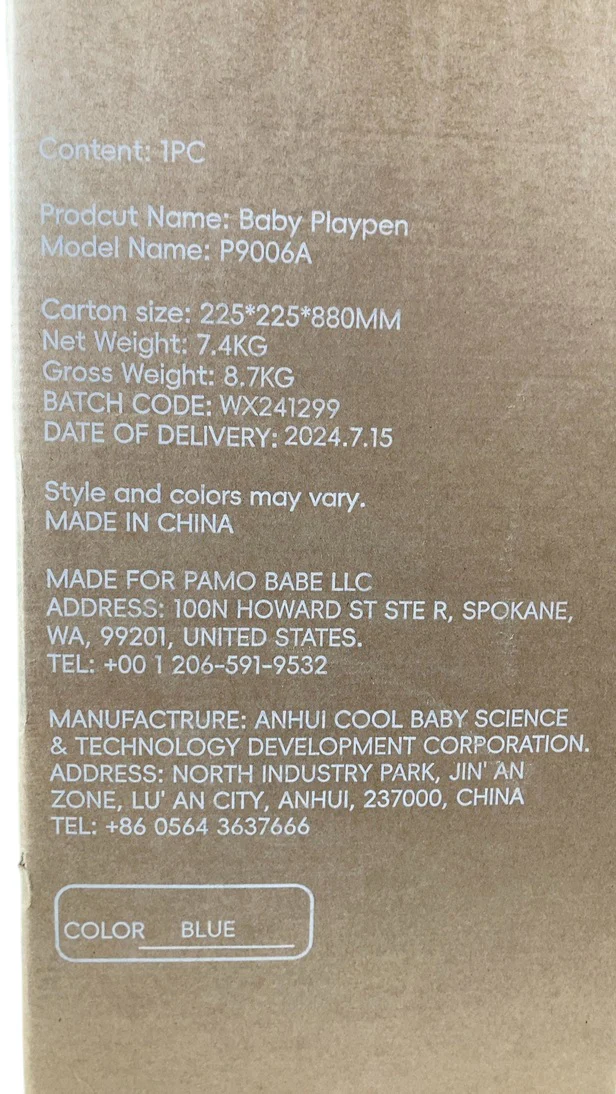 Content: 1PC
Prodcut Name: Baby Playpen
Model Name: P9006A
Carton size: 225*225*880MM
Net Weight: 7.4KG
Gross Weight: 8.7KG
BATCH CODE: WX241299
DATE OF DELIVERY: 2024.7.15
Style and colors may vary.
MADE IN CHINA
MADE FOR PAMO BABE LLC
ADDRESS: 100N HOWARD ST STE R, SPOKANE,
WA, 99201, UNITED STATES.
TEL: +00 1 206-591-9532
MANUFACTRURE: ANHUI COOL BABY SCIENCE
& TECHNOLOGY DEVELOPMENT CORPORATION.
ADDRESS: NORTH INDUSTRY PARK, JIN' AN
ZONE, LU' AN CITY, ANHUI, 237000, CHINA
TEL: +86 0564 3637666
COLOR BLUE